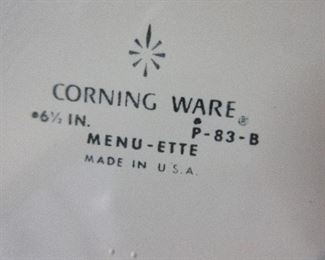 CORNING WARE®
•6½ IN. P-83-B
MENU-ETTE
MADE IN U.S.A.